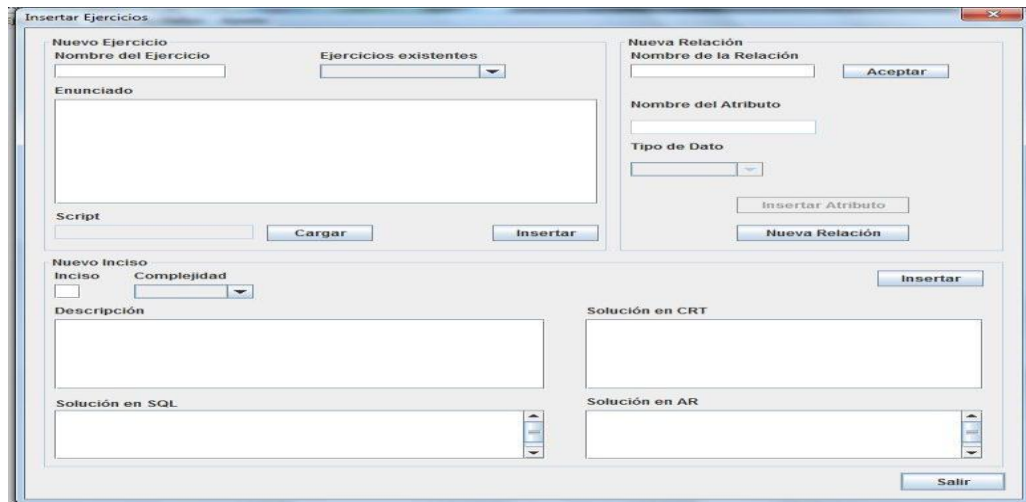 Insertar Ejercicios
Nuevo Ejercicio
Nombre del Ejercicio
Ejercicios existentes
Enunciado
Script
Cargar
Insertar
Nueva Relación
Nombre de la Relación
Aceptar
Nombre del Atributo
Tipo de Dato
Insertar Atributo
Nueva Relación
Nuevo Inciso
Inciso
Complejidad
Insertar
Descripción
Solución en CRT
Solución en SQL
Solución en AR
Salir